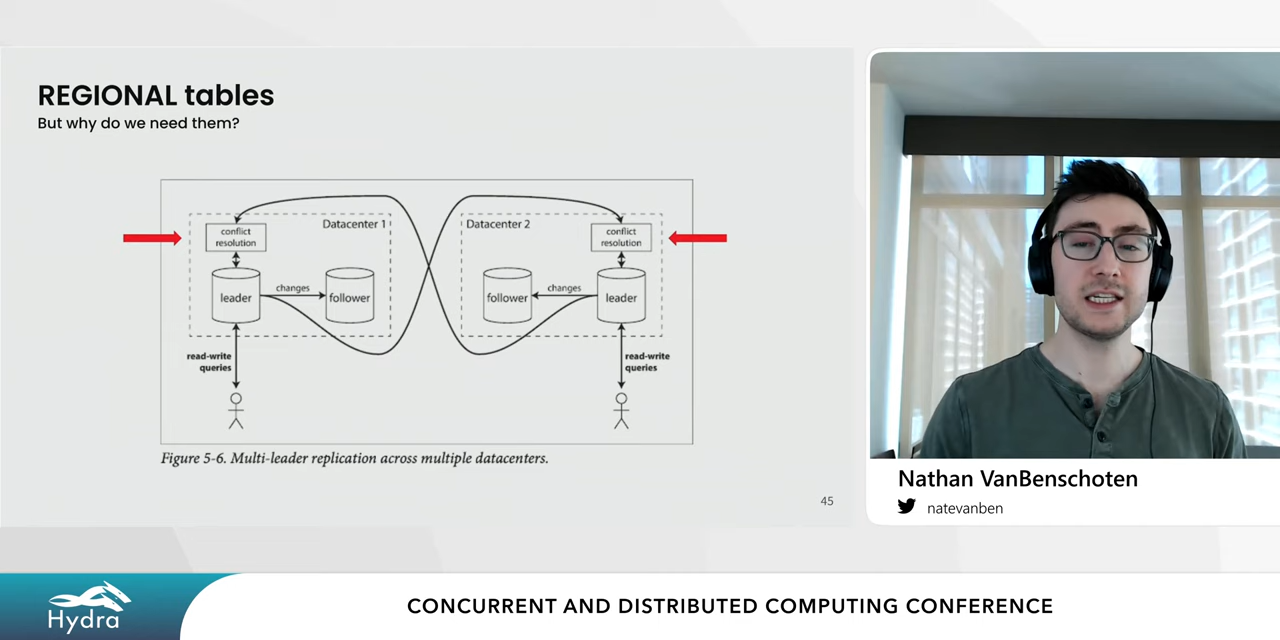 REGIONAL tables
But why do we need them?
conflict
resolution
Datacenter 1
leader
changes
follower
read-write
queries
Datacenter 2
conflict
resolution
follower
changes
leader
read-write
queries
Figure 5-6. Multi-leader replication across multiple datacenters.
45
Nathan VanBenschoten
natevanben
Hydra
CONCURRENT AND DISTRIBUTED COMPUTING CONFERENCE